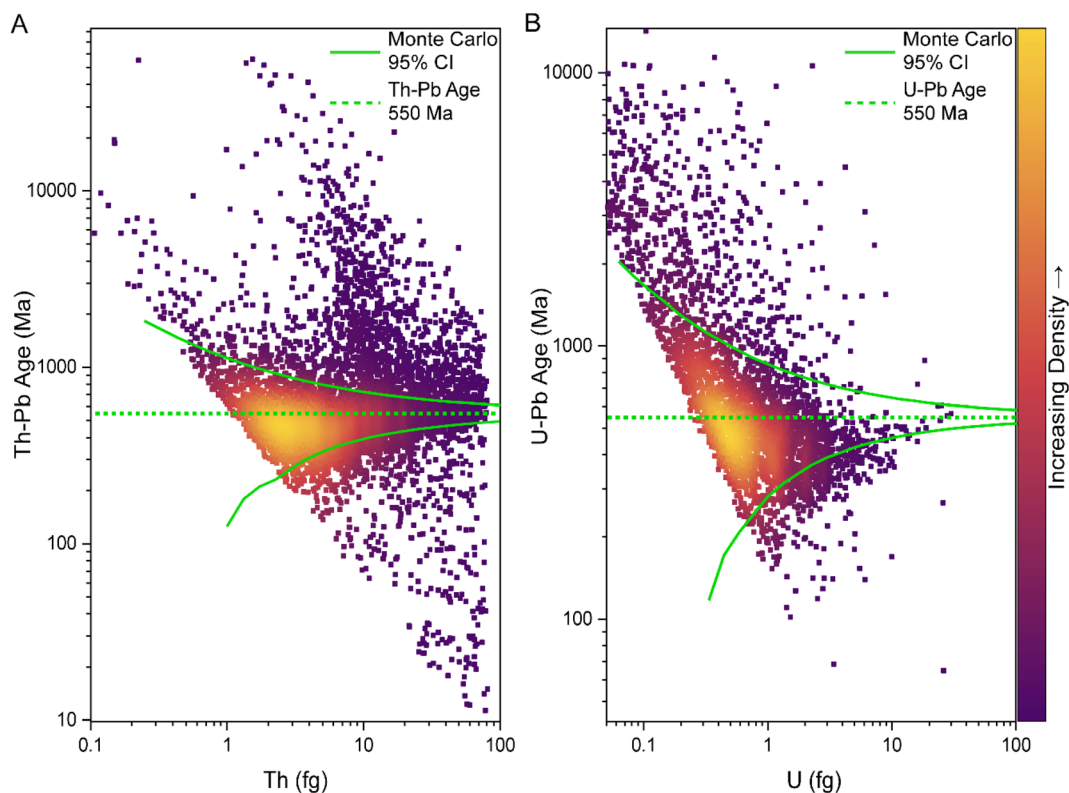 A
B
Monte Carlo
95% CI
Th-Pb Age
550 Ma
Monte Carlo
95% CI
U-Pb Age
550 Ma
10000
1000
100
10
Th-Pb Age (Ma)
0.1
1
10
100
Th (fg)
10000
1000
100
U-Pb Age (Ma)
0.1
1
10
100
U (fg)
Increasing Density →